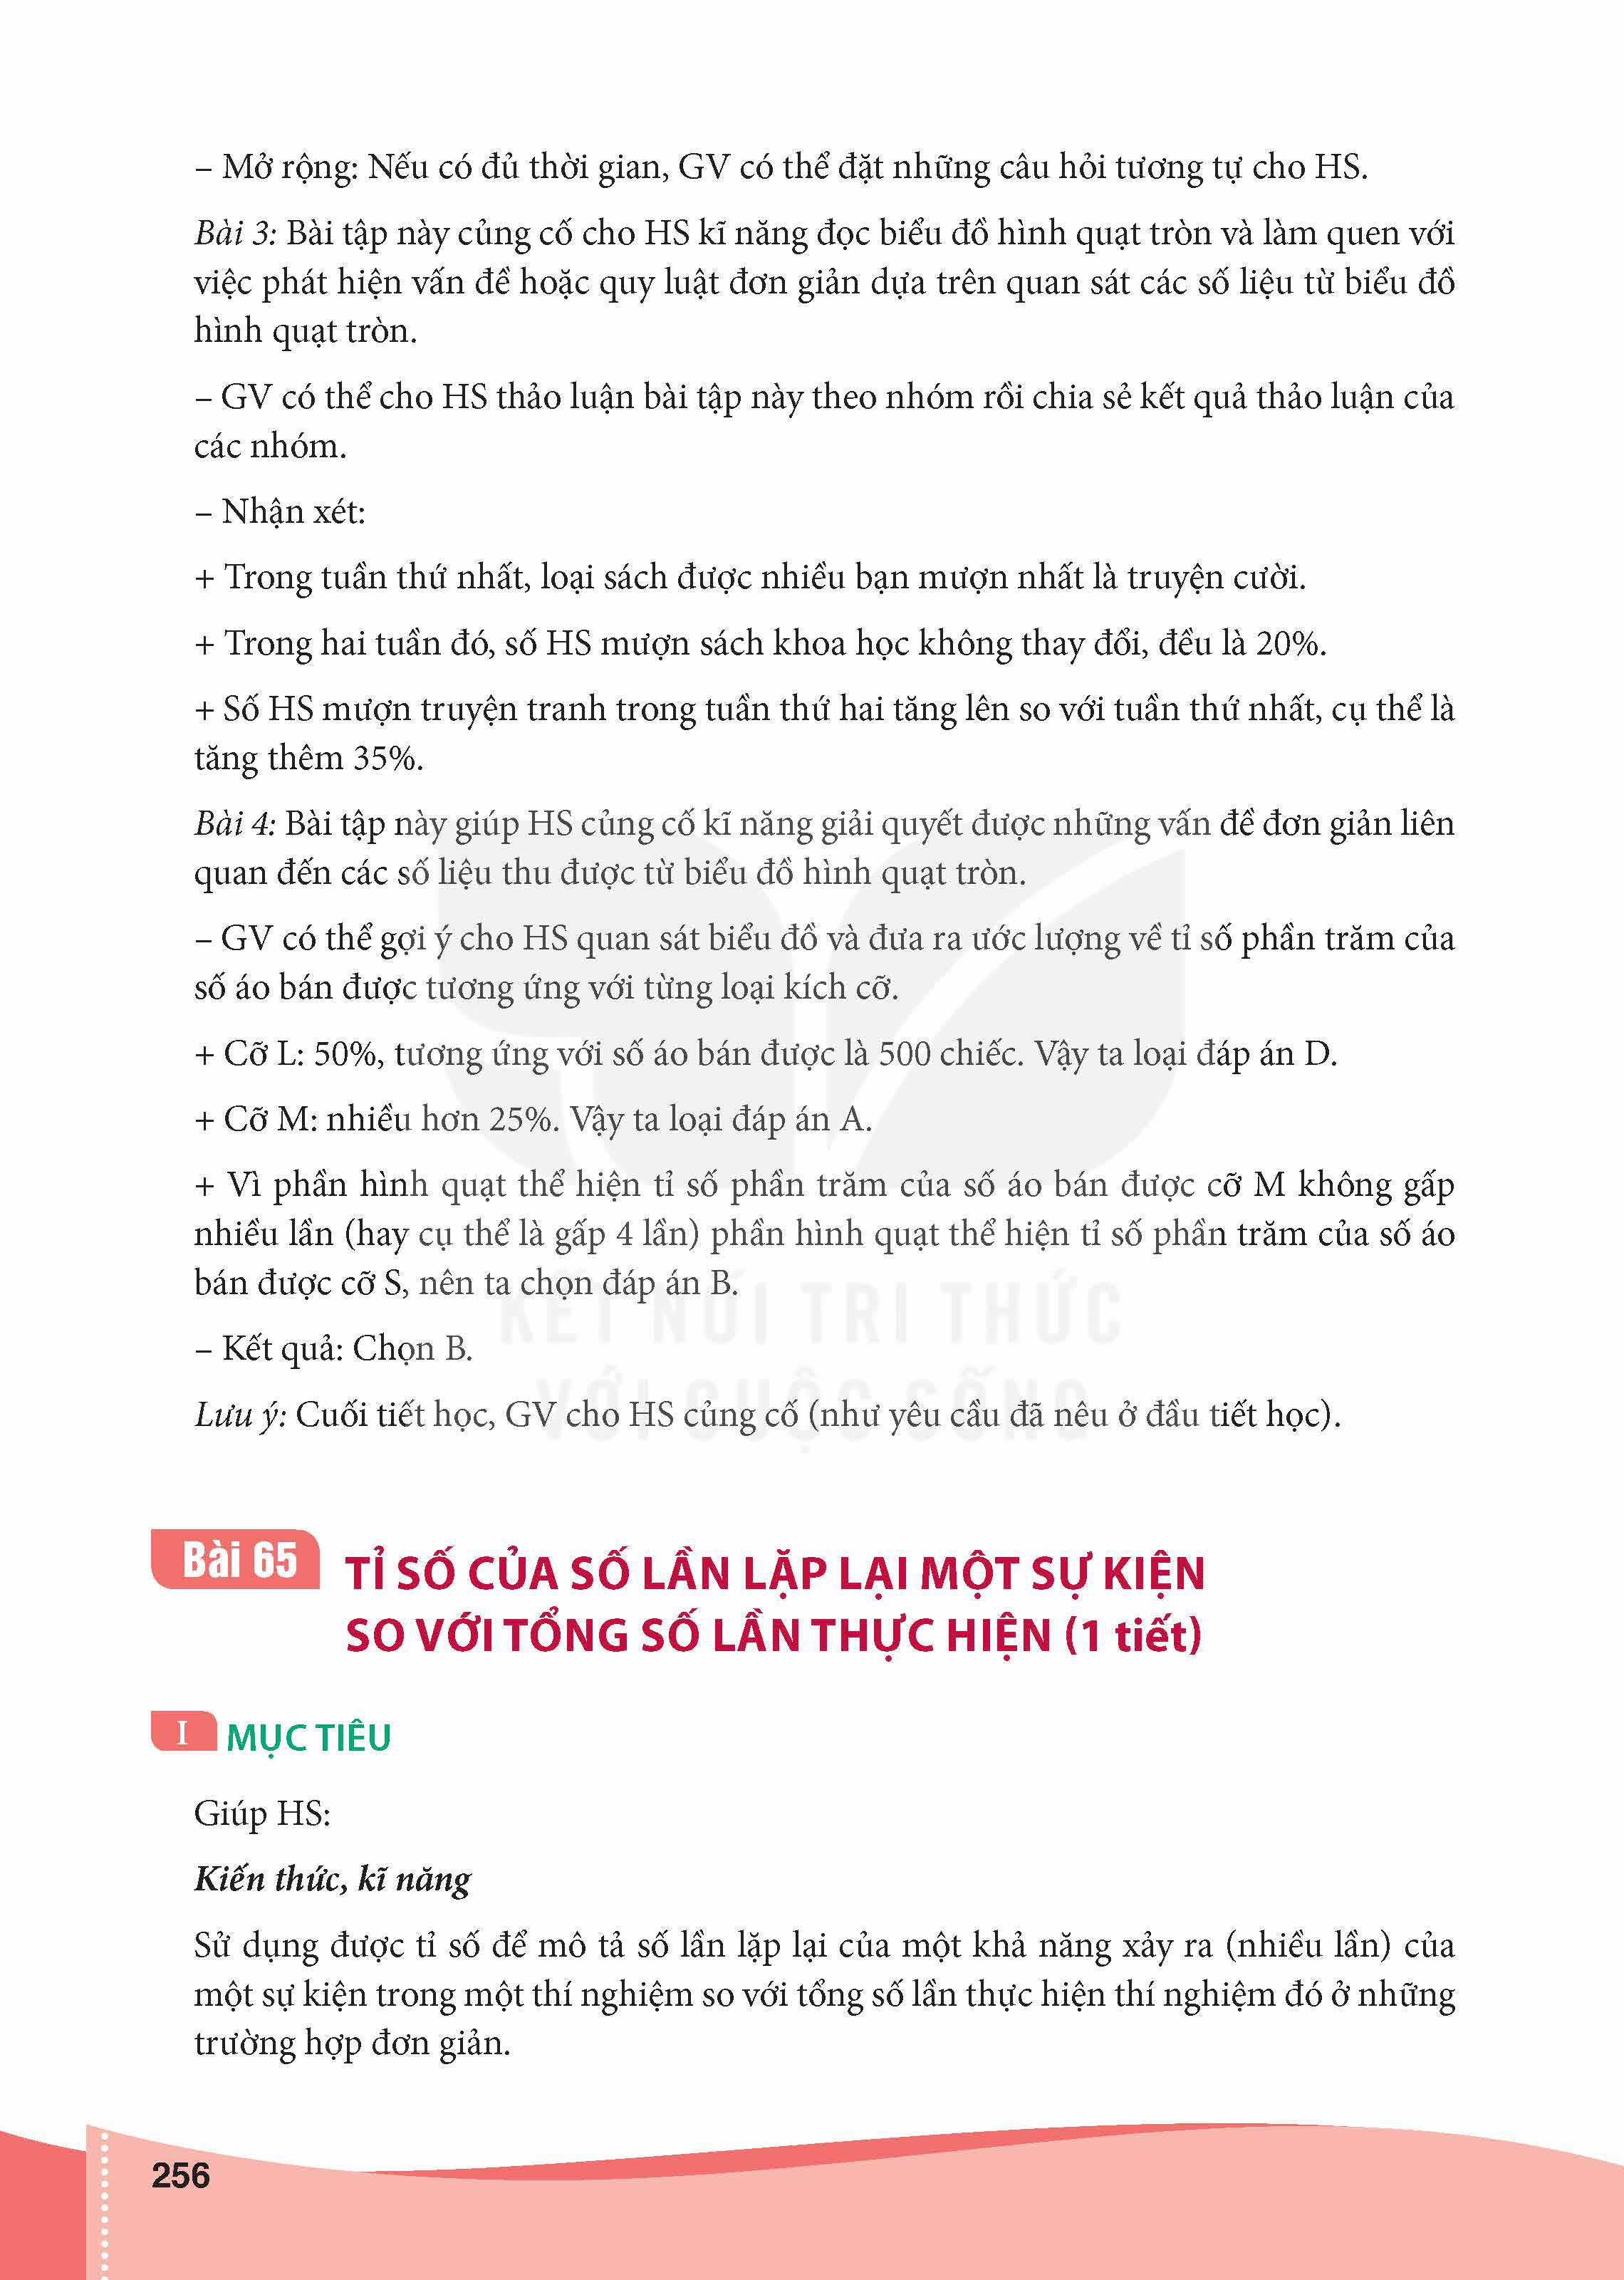 – Mở rộng: Nếu có đủ thời gian, GV có thể đặt những câu hỏi tương tự cho HS.
Bài 3: Bài tập này củng cố cho HS kĩ năng đọc biểu đồ hình quạt tròn và làm quen với
việc phát hiện vấn đề hoặc quy luật đơn giản dựa trên quan sát các số liệu từ biểu đồ
hình quạt tròn.
– GV có thể cho HS thảo luận bài tập này theo nhóm rồi chia sẻ kết quả thảo luận của
các nhóm.
– Nhận xét:
+ Trong tuần thứ nhất, loại sách được nhiều bạn mượn nhất là truyện cười.
+ Trong hai tuần đó, số HS mượn sách khoa học không thay đổi, đều là 20%.
+ Số HS mượn truyện tranh trong tuần thứ hai tăng lên so với tuần thứ nhất, cụ thể là
tăng thêm 35%.
Bài 4: Bài tập này giúp HS củng cố kĩ năng giải quyết được những vấn đề đơn giản liên
quan đến các số liệu thu được từ biểu đồ hình quạt tròn.
– GV có thể gợi ý cho HS quan sát biểu đồ và đưa ra ước lượng về tỉ số phần trăm của
số áo bán được tương ứng với từng loại kích cỡ.
+ Cỡ L: 50%, tương ứng với số áo bán được là 500 chiếc. Vậy ta loại đáp án D.
+ Cỡ M: nhiều hơn 25%. Vậy ta loại đáp án A.
+ Vì phần hình quạt thể hiện tỉ số phần trăm của số áo bán được cỡ M không gấp
nhiều lần (hay cụ thể là gấp 4 lần) phần hình quạt thể hiện tỉ số phần trăm của số áo
bán được cỡ S, nên ta chọn đáp án B.
KẾT NỐI TRI THỨC
– Kết quả: Chọn B.
VỚI CUỘC SỐNG
Lưu ý: Cuối tiết học, GV cho HS củng cố (như yêu cầu đã nêu ở đầu tiết học).
Bài 65 TỈ SỐ CỦA SỐ LẦN LẶP LẠI MỘT SỰ KIỆN
SO VỚI TỔNG SỐ LẦN THỰC HIỆN (1 tiết)
I MỤC TIÊU
Giúp HS:
Kiến thức, kĩ năng
Sử dụng được tỉ số để mô tả số lần lặp lại của một khả năng xảy ra (nhiều lần) của
một sự kiện trong một thí nghiệm so với tổng số lần thực hiện thí nghiệm đó ở những
trường hợp đơn giản.
256